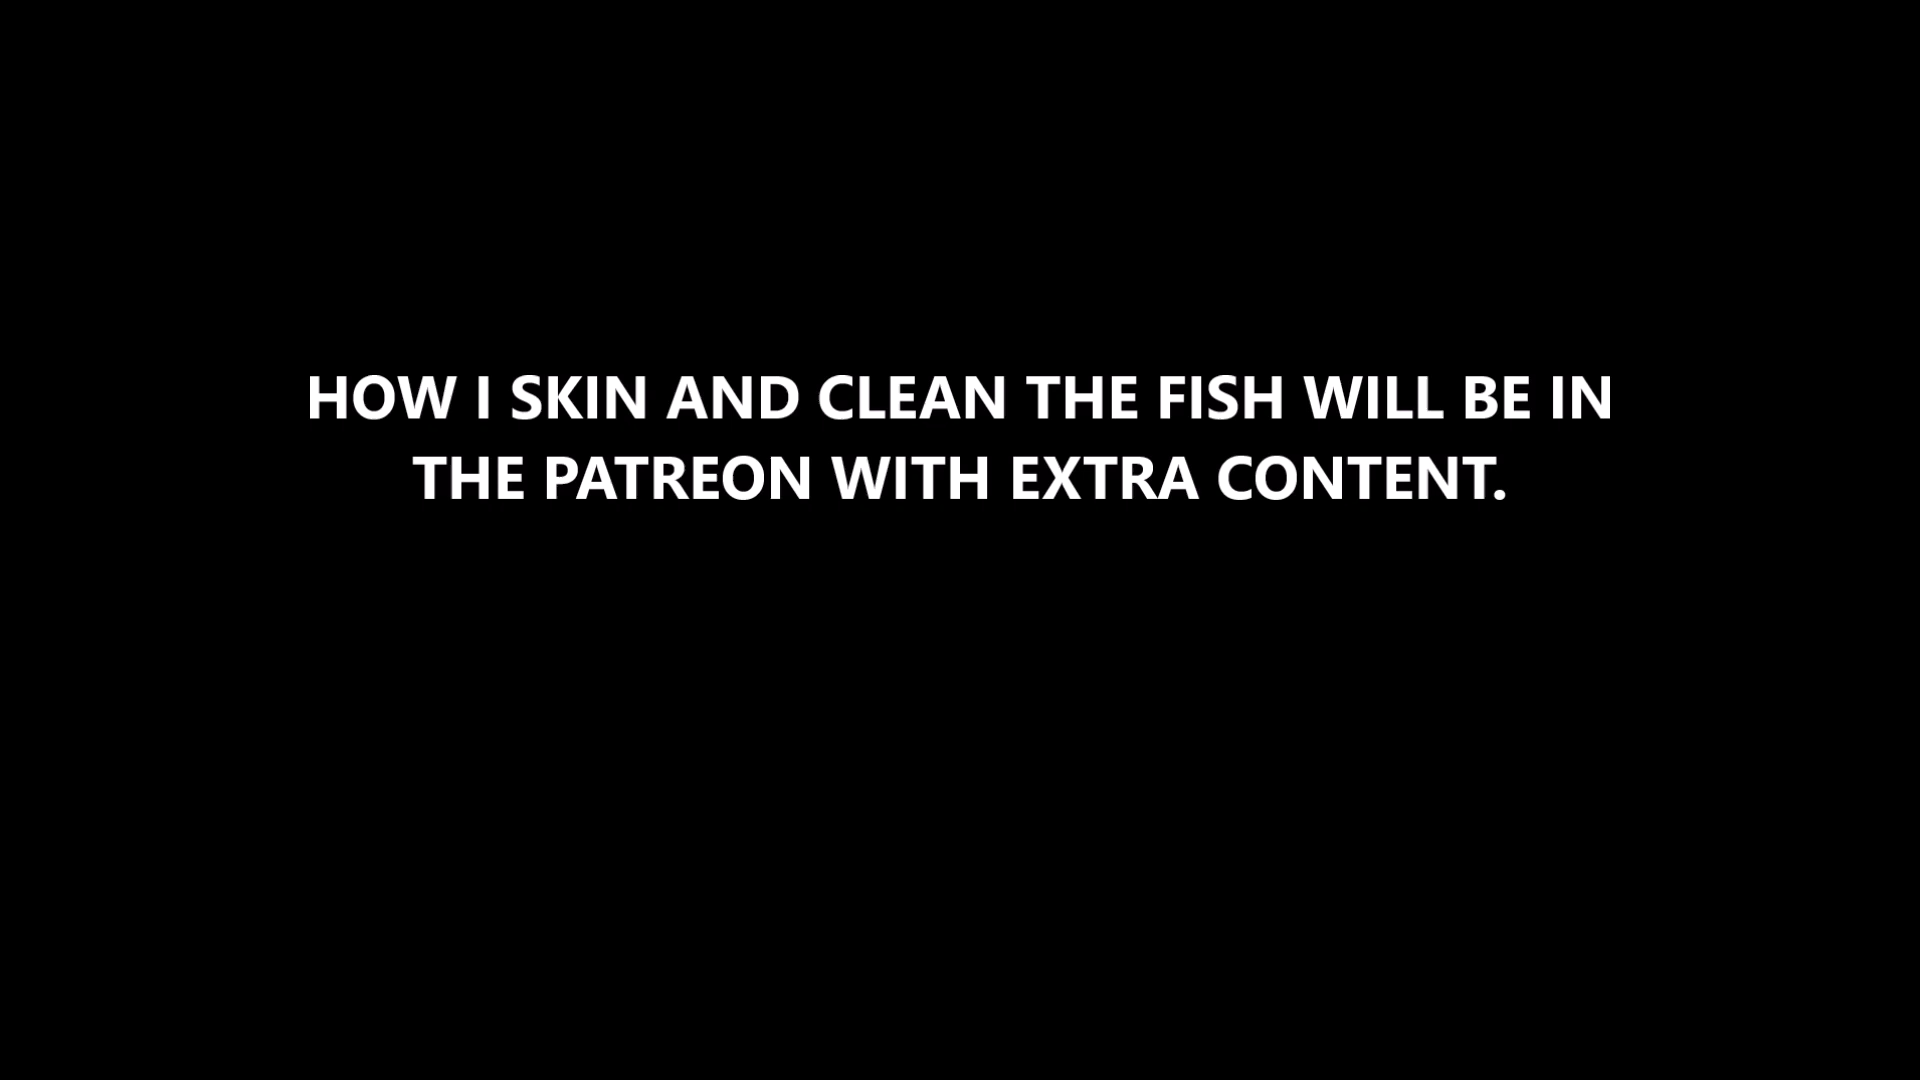 HOW I SKIN AND CLEAN THE FISH WILL BE IN
THE PATREON WITH EXTRA CONTENT.